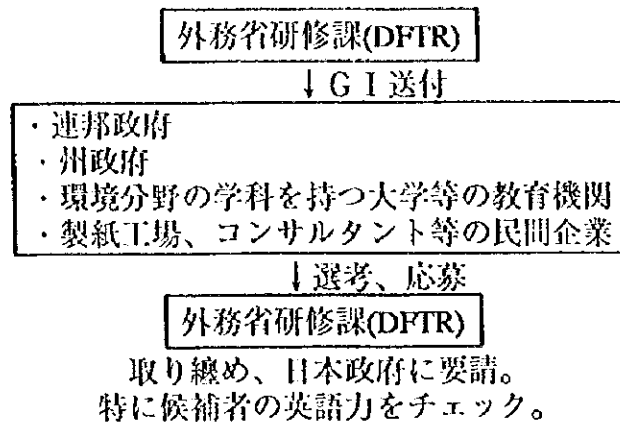 外務省研修課(DFTR)
↓ＧＩ送付
・連邦政府
・州政府
・環境分野の学科を持つ大学等の教育機関
・製紙工場、コンサルタント等の民間企業
↓選考、応募
外務省研修課(DFTR)
取り纏め、日本政府に要請。
特に候補者の英語力をチェック。